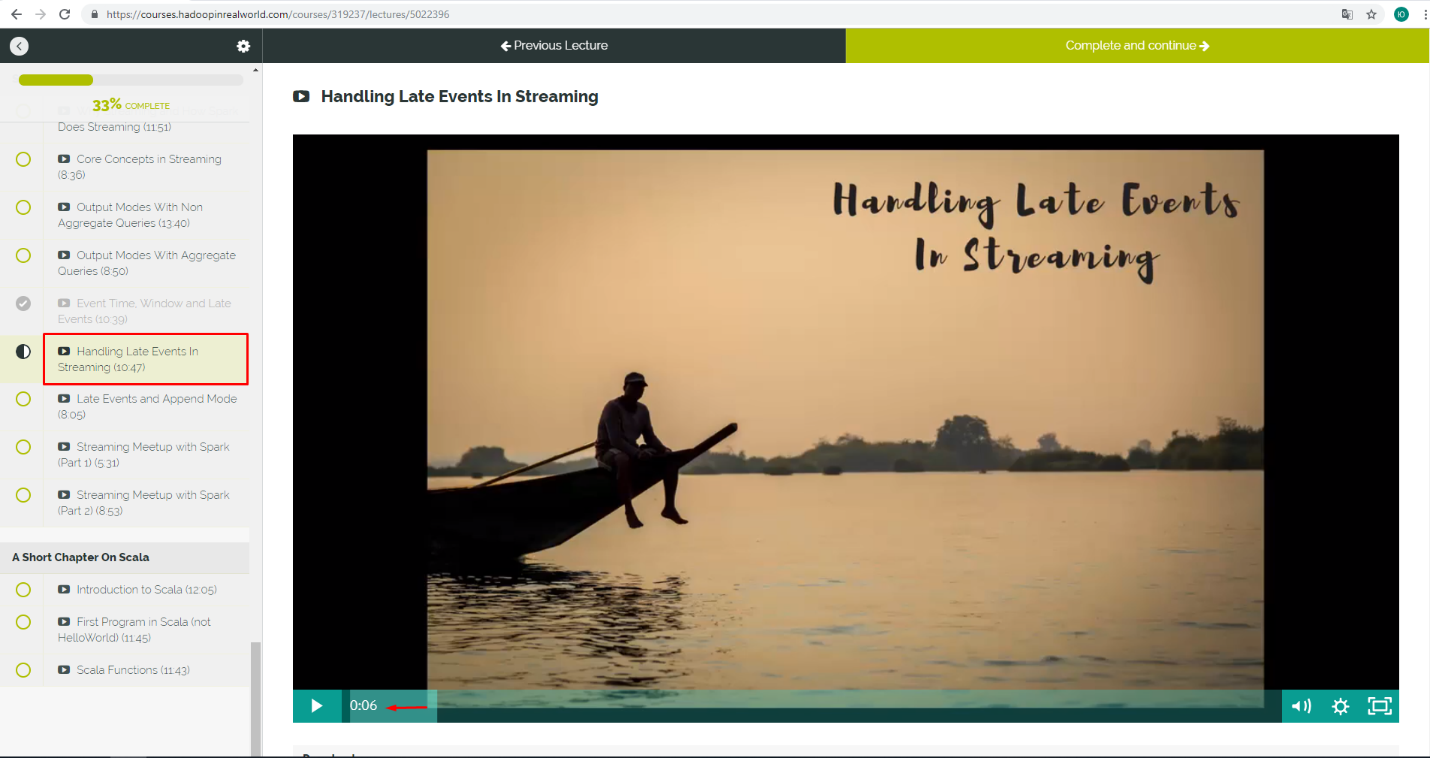 https://courses.hadoopinrealworld.com/courses/319237/lectures/5022396
Previous Lecture
Complete and continue
33% COMPLETE
Does Streaming (11:51)
Core Concepts in Streaming
(8:36)
Output Modes With Non
Aggregate Queries (13:40)
Output Modes With Aggregate
Queries (8:50)
Event Time, Window and Late
Events (10:39)
Handling Late Events In
Streaming (10:47)
Late Events and Append Mode
(8:05)
Streaming Meetup with Spark
(Part 1) (5:31)
Streaming Meetup with Spark
(Part 2) (8:53)
A Short Chapter On Scala
Introduction to Scala (12:05)
First Program in Scala (not
HelloWorld) (11:45)
Scala Functions (11:43)
Handling Late Events In Streaming
Handling Late Events
In Streaming
0:06